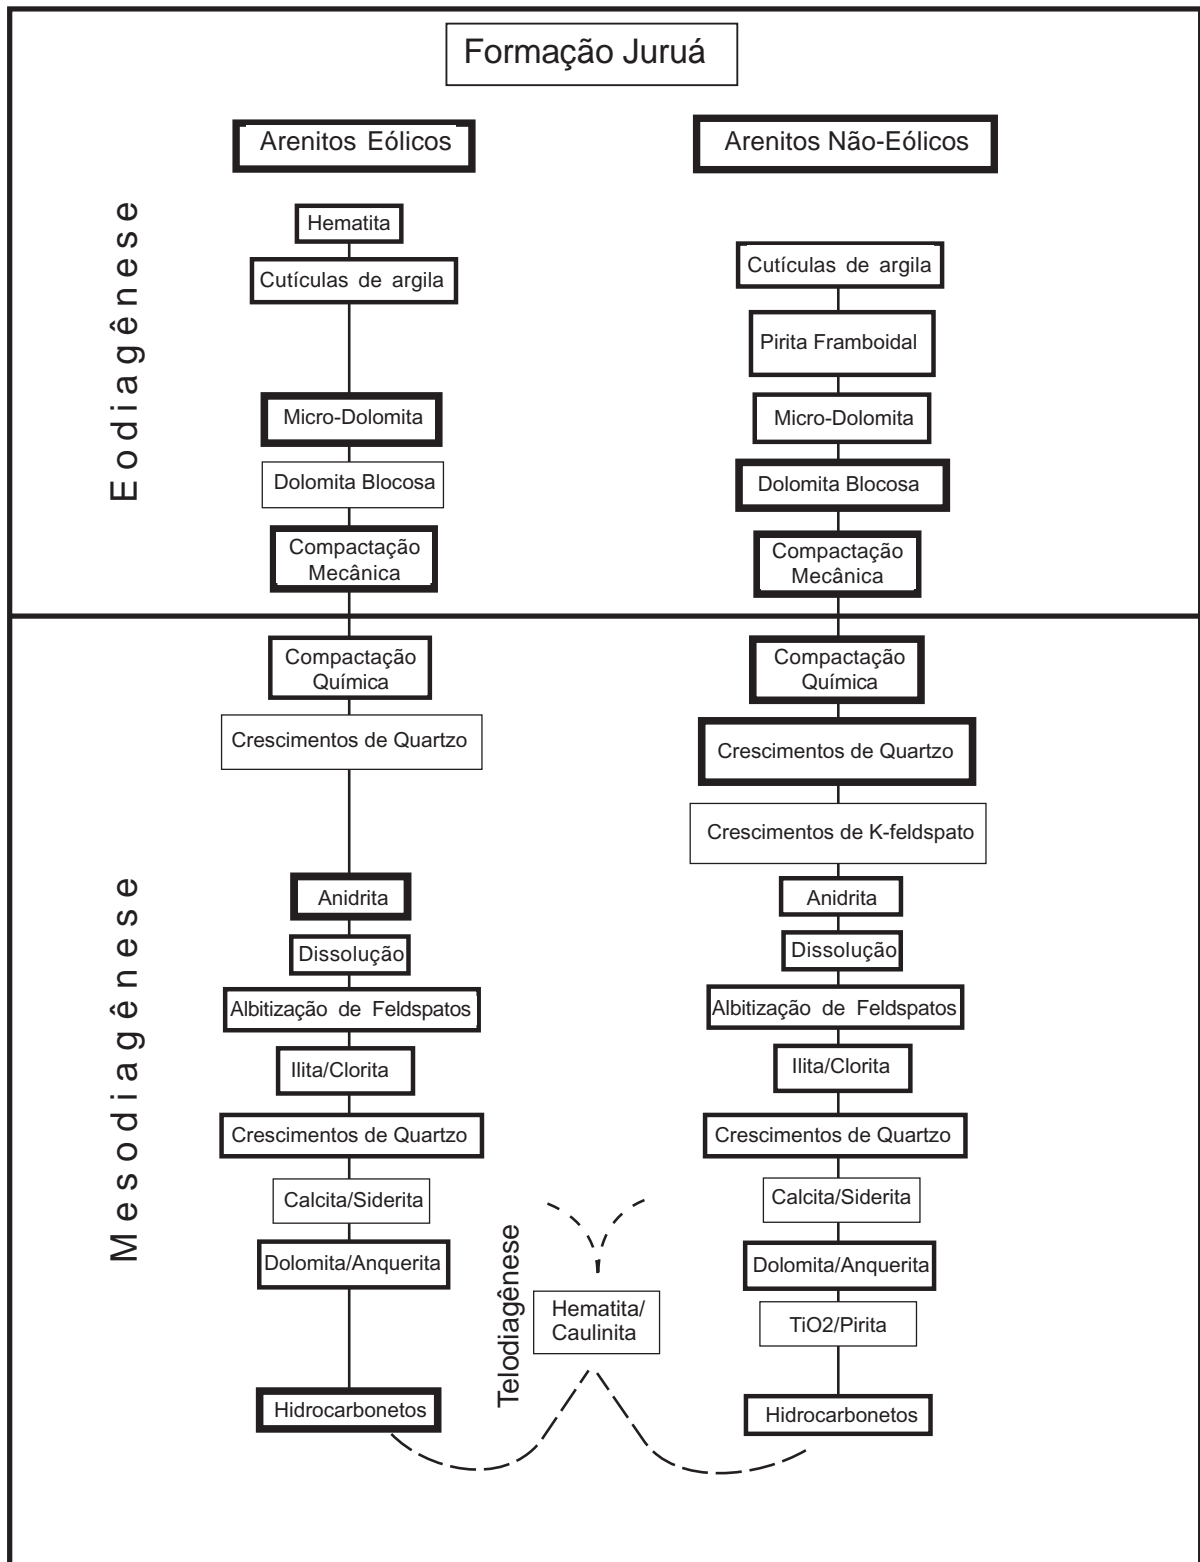 Formação Juruá
Arenitos Eólicos
Arenitos Não-Eólicos
Eodiagênese
Hematita
Cutículas de argila
Micro-Dolomita
Dolomita Blocosa
Compactação
Mecânica
Cutículas de argila
Pirita Framboidal
Micro-Dolomita
Dolomita Blocosa
Compactação
Mecânica
Mesodiagênese
Compactação
Química
Crescimentos de Quartzo
Anidrita
Dissolução
Albitização de Feldspatos
Ilita/Clorita
Crescimentos de Quartzo
Calcita/Siderita
Dolomita/Anquerita
Hidrocarbonetos
Telodiagênese
Hematita/
Caulinita
Compactação
Química
Crescimentos de Quartzo
Crescimentos de K-feldspato
Anidrita
Dissolução
Albitização de Feldspatos
Ilita/Clorita
Crescimentos de Quartzo
Calcita/Siderita
Dolomita/Anquerita
TiO2/Pirita
Hidrocarbonetos